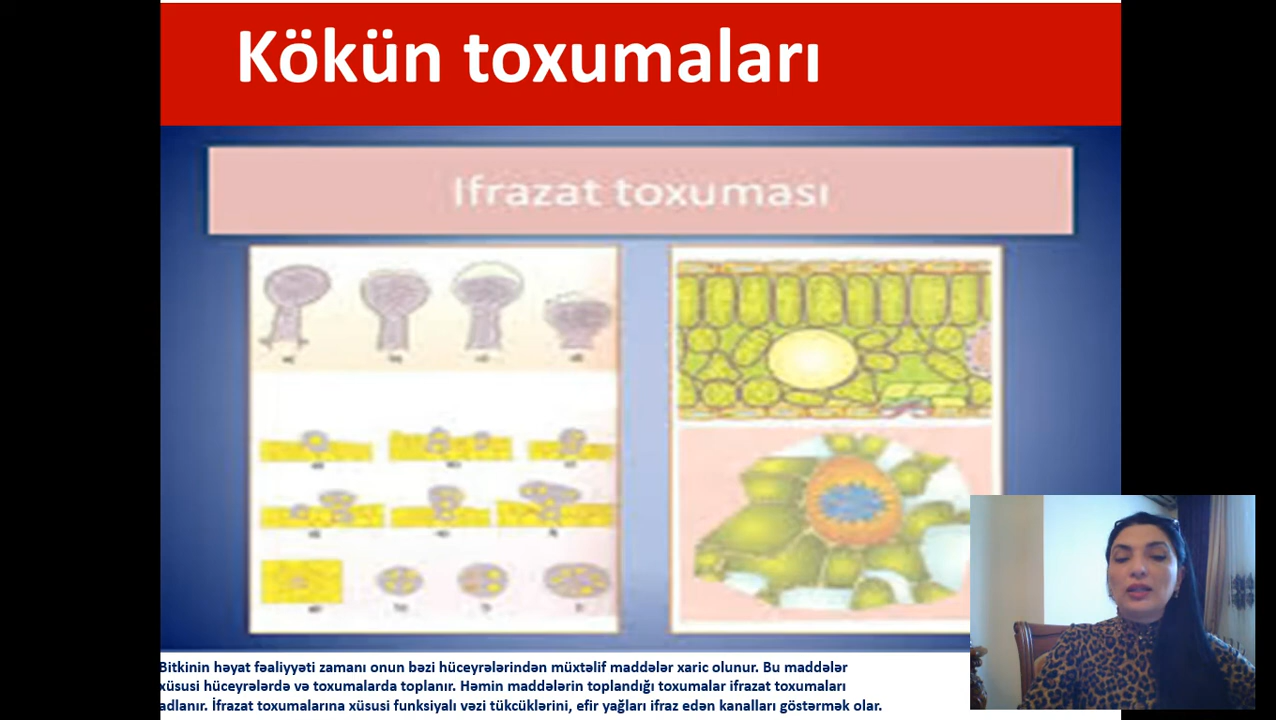 Kökün toxumaları
Ifrazat toxuması
Bitkinin həyat fəaliyyəti zamanı onun bəzi hüceyrələrindən müxtəlif maddələr xaric olunur. Bu maddələr
xüsusi hüceyrələrdə və toxumalarda toplanır. Həmin maddələrin toplandığı toxumalar ifrazat toxumaları
adlanır. İfrazat toxumalarına xüsusi funksiyalı vəzi tükcüklərini, efir yağları ifraz edən kanalları göstərmək olar.